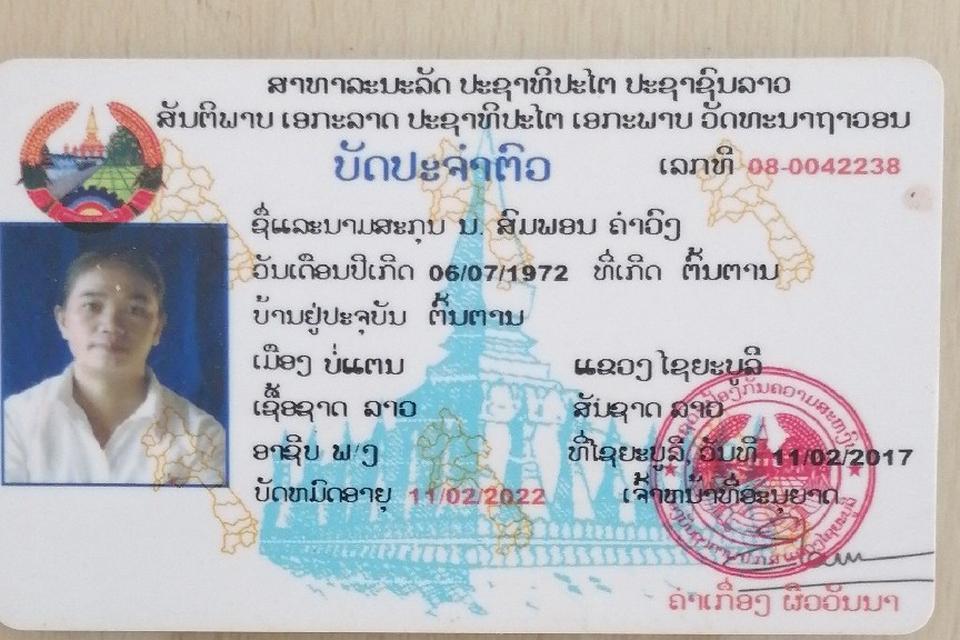 ສາທາລະນະລັດ ປະຊາທິປະໄຕ ປະຊາຊົນລາວ
ສັນຕິພາບ ເອກະລາດ ປະຊາທິປະໄຕ ເອກະພາບ ວັດທະນາຖາວອນ
ບັດປະຈຳຕົວ ເລກທີ 08-0042238
ຊື່ແລະນາມສະກຸນ ນ. ສົມພອນ ຄຳວົງ
ວັນເດືອນປີເກີດ 06/07/1972 ທີ່ເກີດ ຕົ້ນຕານ
ບ້ານຢູ່ປະຈຸບັນ ຕົ້ນຕານ
ເມືອງ ບໍ່ແຕນ ແຂວງ ໄຊຍະບູລີ
ເຊື້ອຊາດ ລາວ ສັນຊາດ ລາວ
ອາຊີບ ພ/ງ ທີ່ໄຊຍະບູລີ, ວັນທີ 11/02/2017
ບັດຫມົດອາຍຸ 11/02/2022 ເຈົ້າຫນ້າທີ່ອະນຸຍາດ
ຄຳເກື່ອງ ຜິວວັນນາ